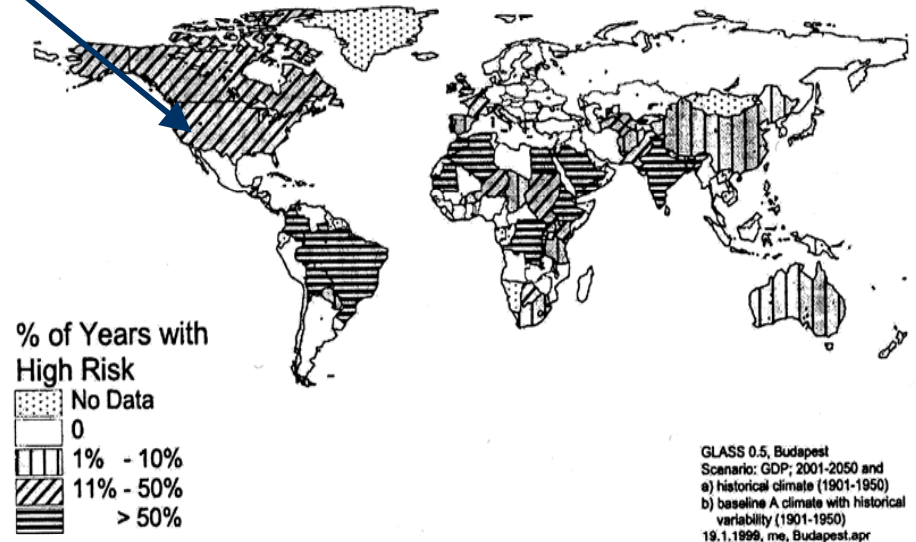 % of Years with
High Risk
No Data
0
1% - 10%
11% - 50%
> 50%
GLASS 0.5, Budapest
Scenario: GDP; 2001-2050 and
a) historical climate (1901-1950)
b) baseline A climate with historical
variability (1901-1950)
19.1.1999, me, Budapest.apr